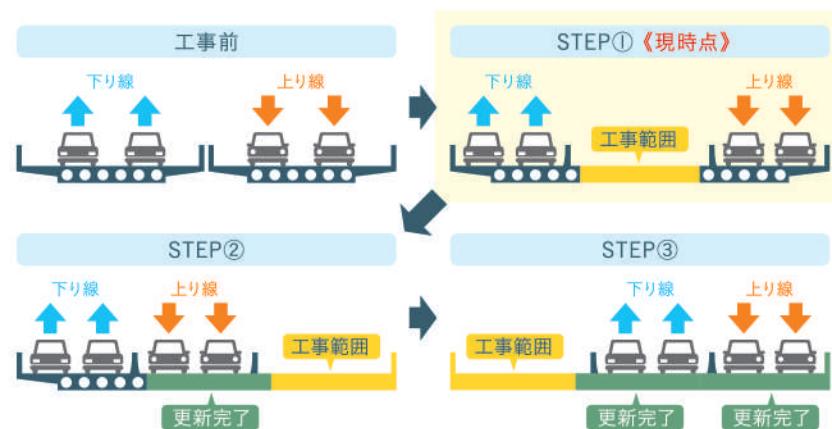 工事前
下り線
上り線
STEP①《現時点》
下り線
上り線
工事範囲
STEP②
下り線
上り線
工事範囲
更新完了
STEP③
下り線
上り線
工事範囲
更新完了
更新完了